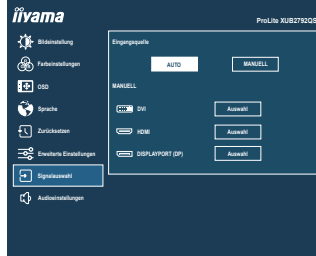 iiyama
ProLite XUB2792QS
Bildeinstellung
Farbeinstellungen
OSD
Sprache
Zurücksetzen
Erweiterte Einstellungen
Signalauswahl
Audioeinstellungen
Eingangsquelle
AUTO MANUELL
MANUELL
DVI Auswahl
HDMI Auswahl
DISPLAYPORT (DP) Auswahl